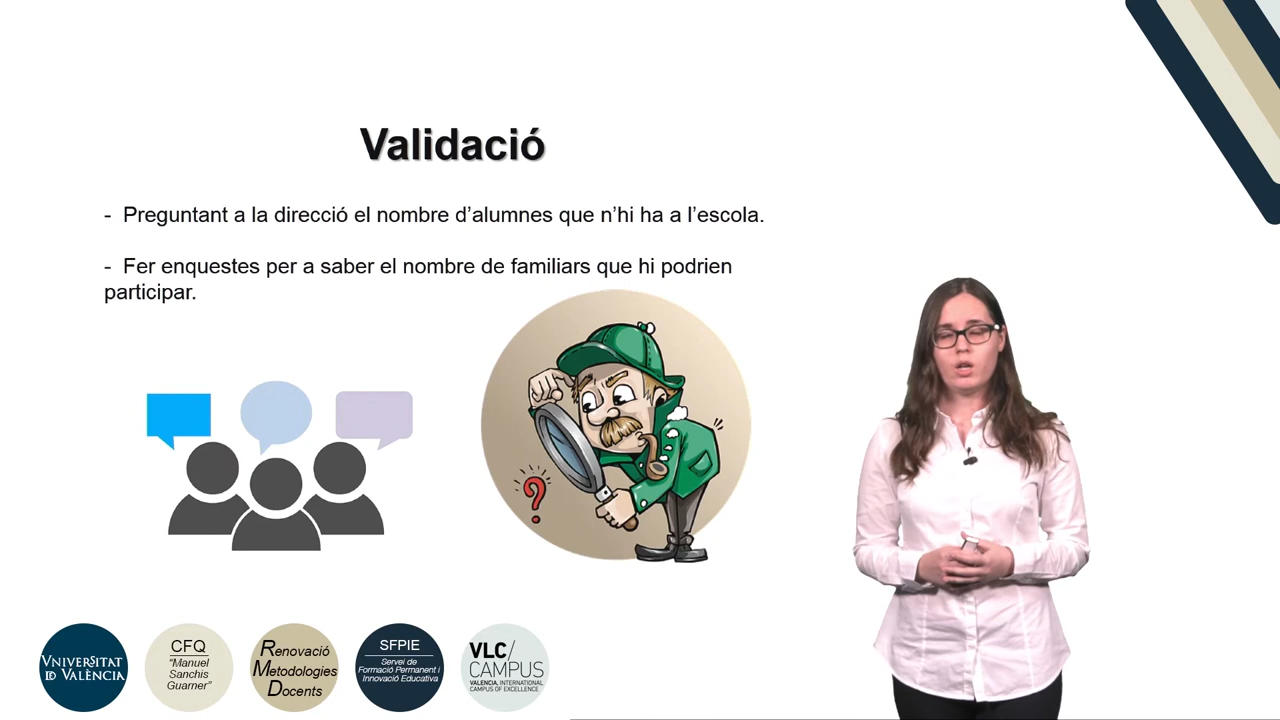 Validació
- Preguntant a la direcció el nombre d’alumnes que n’hi ha a l’escola.
- Fer enquestes per a saber el nombre de familiars que hi podrien
participar.
?
VNIVERSITAT
ID VALÈNCIA
CFQ
“Manuel
Sanchis
Guarner”
Renovació
Metodologies
Docents
SFPIE
Servei de
Formació Permanent i
Innovació Educativa
VLC/
CAMPUS
VALENCIA, INTERNATIONAL
CAMPUS OF EXCELLENCE